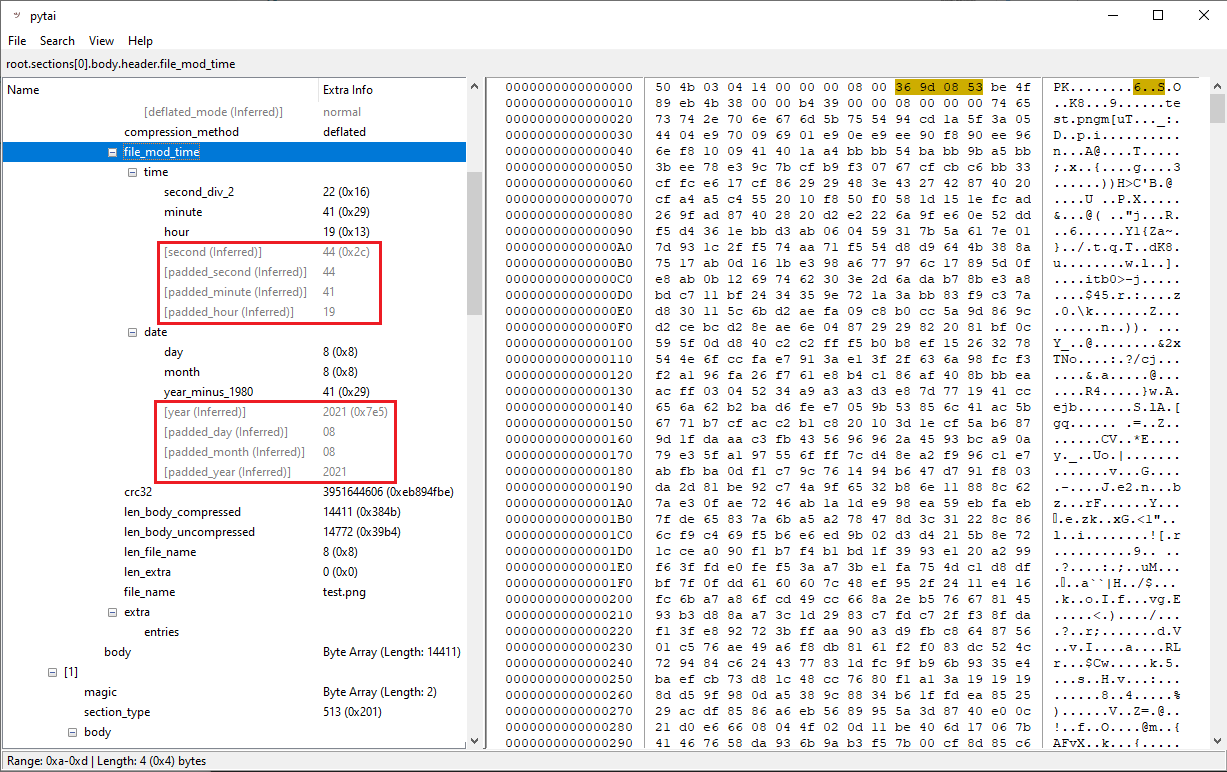 pytai
File Search View Help
root.sections[0].body.header.file_mod_time
Name Extra Info
[deflated_mode (Inferred)] normal
compression_method deflated
file_mod_time
time
second_div_2 22 (0x16)
minute 41 (0x29)
hour 19 (0x13)
[second (Inferred)] 44 (0x2c)
[padded_second (Inferred)] 44
[padded_minute (Inferred)] 41
[padded_hour (Inferred)] 19
date
day 8 (0x8)
month 8 (0x8)
year_minus_1980 41 (0x29)
[year (Inferred)] 2021 (0x7e5)
[padded_day (Inferred)] 08
[padded_month (Inferred)] 08
[padded_year (Inferred)] 2021
crc32 3951644606 (0xeb894fbe)
len_body_compressed 14411 (0x384b)
len_body_uncompressed 14772 (0x39b4)
len_file_name 8 (0x8)
len_extra 0 (0x0)
file_name test.png
extra
entries
body Byte Array (Length: 14411)
[1]
magic Byte Array (Length: 2)
section_type 513 (0x201)
body
0000000000000000 50 4b 03 04 14 00 00 00 08 00 36 9d 08 53 be 4f PK........6..S.O
0000000000000010 89 eb 4b 38 00 00 b4 39 00 00 08 00 00 00 74 65 ..K8...9......te
0000000000000020 73 74 2e 70 6e 67 6d 5b 75 54 94 cd 1a 5f 3a 05 st.pngm[uT..._:.
0000000000000030 44 04 e9 70 09 69 01 e9 0e e9 ee 90 f8 90 ee 96 D..p.i..........
0000000000000040 6e f8 10 09 41 40 1a a4 bb bb 54 ba bb 9b a5 bb n...A@....T.....
0000000000000050 3b ee 78 e3 9c 7b cf b9 f3 07 67 cf cb c6 bb 33 ;.x..{....g....3
0000000000000060 cf fc e6 17 cf 86 29 29 48 3e 43 27 42 87 40 20 ......))H>C'B.@
0000000000000070 cf a4 a5 c4 55 20 10 f8 50 f0 58 1d 15 1e fc ad ....U ..P.X.....
0000000000000080 26 9f ad 87 40 28 20 d2 e2 22 6a 9f e6 0e 52 dd &...@( .."j...R.
0000000000000090 f5 d4 36 1e bb d3 ab 06 04 59 31 7b 5a 61 7e 01 ..6......Y1{Za~.
00000000000000A0 7d 93 1c 2f f5 74 aa 71 f5 54 d8 d9 64 4b 38 8a }../.t.q.T..dK8.
00000000000000B0 75 17 ab 0d 16 1b e3 98 a6 77 97 6c 17 89 5d 0f u........w.l..].
00000000000000C0 e8 ab 0b 12 69 74 62 30 3e 2d 6a da b7 8b e3 a8 ....itb0>-j.....
00000000000000D0 bd c7 11 bf 24 34 35 9e 72 1a 3a bb 83 f9 c3 7a ....$45.r.:....z
00000000000000E0 d8 30 11 5c 6b d2 ae fa 09 c8 b0 cc 5a 9d 86 9c .0.\k.......Z...
00000000000000F0 d2 ce bc d2 8e ae 6e 04 87 29 29 82 20 81 bf 0c ......n..)). ...
0000000000000100 59 5f 0d d8 40 c2 c2 ff f5 b0 b8 ef 15 26 32 78 Y_..@........&2x
0000000000000110 54 4e 6f cc fa e7 91 3a e1 3f 2f 63 6a 98 fc f3 TNo....:.?/cj...
0000000000000120 f2 a1 96 fa 26 f7 61 e8 b4 c1 86 af 40 8b bb ea ....&.a.....@...
0000000000000130 ac ff 03 04 52 34 a9 a3 a3 d3 e8 7d 77 19 41 cc ....R4.....}w.A.
0000000000000140 65 6a 62 b2 ba d6 fe e7 05 9b 53 85 6c 41 ac 5b ejb.......S.lA.[
0000000000000150 67 71 b7 cf ac c2 b1 c8 20 10 3d 1e cf 5a b6 87 gq...... .=..Z..
0000000000000160 9d 1f da aa c3 fb 43 56 96 96 2a 45 93 bc a9 0a ......CV..*E....
0000000000000170 79 e3 5f a1 97 55 6f ff 7c d4 8e a2 f9 96 c1 e7 y._..Uo.|.......
0000000000000180 ab fb ba 0d f1 c7 9c 76 14 94 b6 47 d7 91 f8 03 .......v...G....
0000000000000190 da 2d 81 be 92 c7 4a 9f 65 32 b8 6e 11 88 8c 62 .-....J.e2.n...b
00000000000001A0 7a e3 0f ae 72 46 ab 1a 1d e9 98 ea 59 eb fa eb z...rF......Y...
00000000000001B0 7f de 65 83 7a 6b a5 a2 78 47 8d 3c 31 22 8c 86 .e.zk..xG.<1"..
00000000000001C0 6c f9 c4 69 f5 b6 e6 ed 9b 02 d3 d4 21 5b 8e 72 l..i........![.r
00000000000001D0 1c ce a0 90 f1 b7 f4 b1 bd 1f 39 93 e1 20 a2 99 ..........9.. ..
00000000000001E0 f6 3f fd e0 fe f5 3a a7 3b e1 fa 75 4d c1 d8 df .?....:.;..uM...
00000000000001F0 bf 7f 0f dd 61 60 60 7c 48 ef 95 2f 24 11 e4 16 ...a``|H../$...
0000000000000200 fc 6b a7 a8 6f cd 49 cc 66 8a 2e b5 76 67 81 45 .k..o.I.f...vg.E
0000000000000210 93 b3 d8 8a a7 3c 1d 29 83 c7 fd c7 2f f3 8f da .....<.)..../...
0000000000000220 f1 3f e8 92 72 3b ff aa 90 a3 d9 fb c8 64 87 56 .?..r;.......d.V
0000000000000230 01 c5 76 ae 49 a6 f8 db 81 61 f2 f0 83 dc 52 4c ..v.I....a....RL
0000000000000240 72 94 84 c6 24 43 77 83 1d fc 9f b9 6b 93 35 e4 r...$Cw.....k.5.
0000000000000250 ba ef cb 73 d8 1c 48 cc 76 80 f1 a1 3a 19 19 19 ...s..H.v...:...
0000000000000260 8d d5 9f 98 0d a5 38 9c 88 34 b6 1f fd ea 85 25 ......8..4.....%
0000000000000270 29 ac df 85 86 a6 eb 56 89 95 5a 3d 87 40 e0 0c ).......V..Z=.@..
0000000000000280 21 d0 e6 66 08 04 4f 02 0d 11 be 40 6d 17 06 7b !..f..O....@m..{
0000000000000290 41 46 76 58 da 93 6b 9a b3 f5 7b 00 cf 8d 85 c6 AFvX..k...{.....
Range: 0xa-0xd | Length: 4 (0x4) bytes